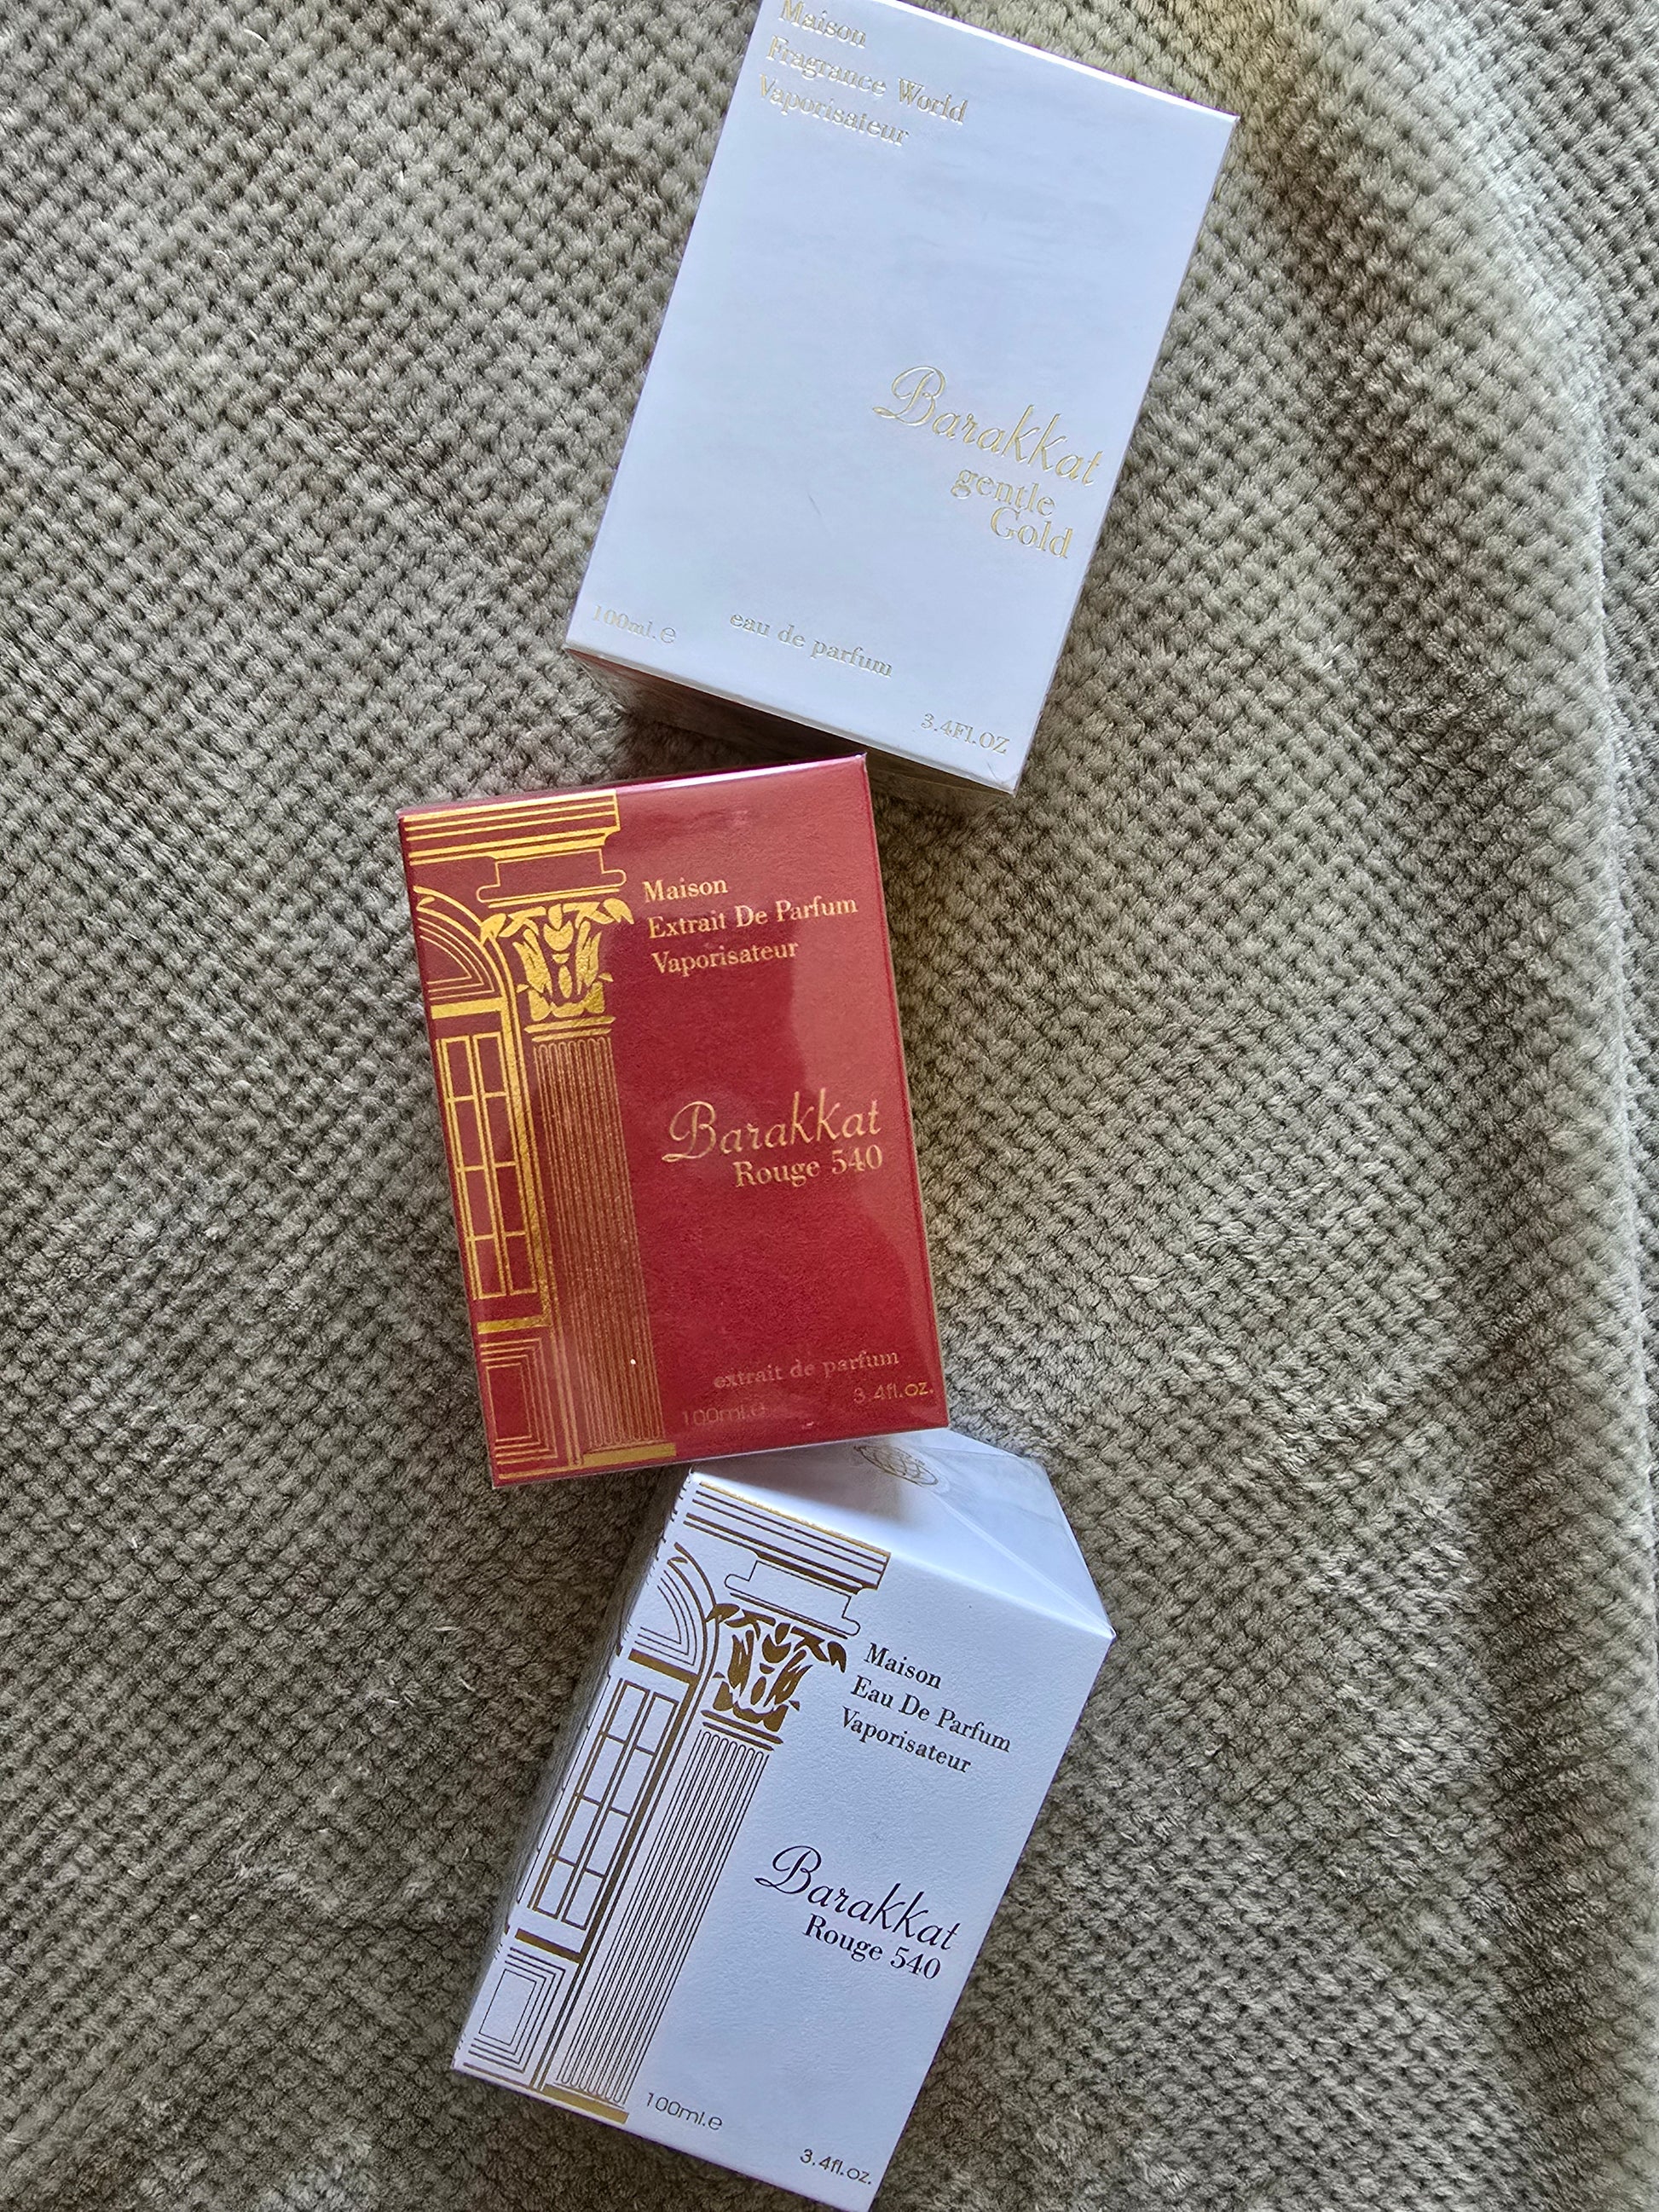 Maison
Fragrance World
Vaporisateur
Barakkat
gentle
Gold
100ml.e
eau de parfum
3.4Fl.OZ
Maison
Extrait De Parfum
Vaporisateur
Barakkat
Rouge 540
extrait de parfum
100ml.e
3.4fl.oz.
Maison
Eau De Parfum
Vaporisateur
Barakkat
Rouge 540
100ml.e
3.4fl.oz.